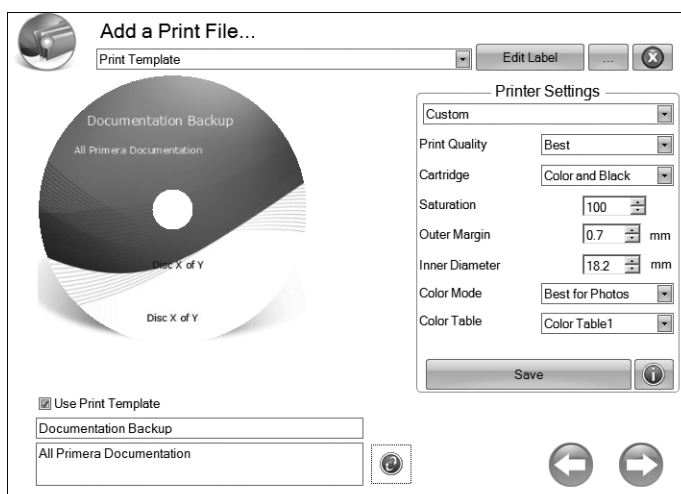 Add a Print File...
Print Template
Edit Label
...
Documentation Backup
All Primera Documentation
Disc X of Y
Disc X of Y
Printer Settings
Custom
Print Quality Best
Cartridge Color and Black
Saturation 100
Outer Margin 0.7 mm
Inner Diameter 18.2 mm
Color Mode Best for Photos
Color Table Color Table1
Save
Use Print Template
Documentation Backup
All Primera Documentation